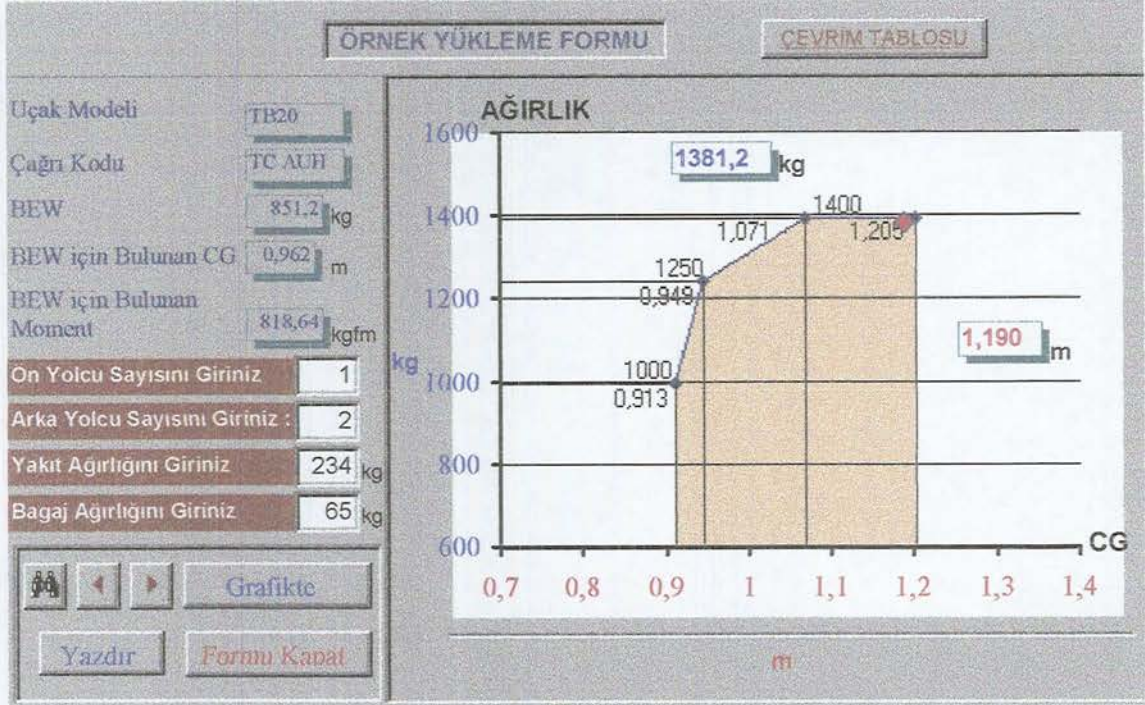 ÖRNEK YÜKLEME FORMU
ÇEVRİM TABLOSU
Uçak Modeli TB20
Çağrı Kodu TC AUH
BEW 851,2 kg
BEW için Bulunan CG 0,962 m
BEW için Bulunan
Moment 818,64 kgfm
Ön Yolcu Sayısını Giriniz 1
Arka Yolcu Sayısını Giriniz : 2
Yakıt Ağırlığını Giriniz 234 kg
Bagaj Ağırlığını Giriniz 65 kg
Grafikte
Yazdır
Formu Kapat
AĞIRLIK
1600
1400
1200
1000
800
600
kg
1381,2 kg
1400
1,071
1,205
1250
0,949
1000
0,913
1,190 m
CG
0,7 0,8 0,9 1 1,1 1,2 1,3 1,4
m